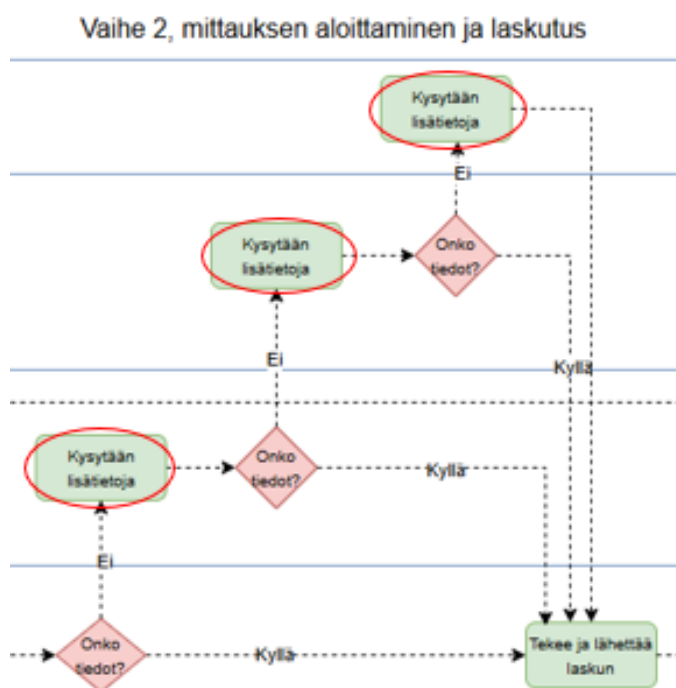 Vaihe 2, mittauksen aloittaminen ja laskutus
Kysytään
lisätietoja
Ei
Kysytään
lisätietoja
Onko
tiedot?
Ei
Kyllä
Kysytään
lisätietoja
Onko
tiedot?
Kyllä
Ei
Onko
tiedot?
Kyllä
Tekee ja lähettää
laskun